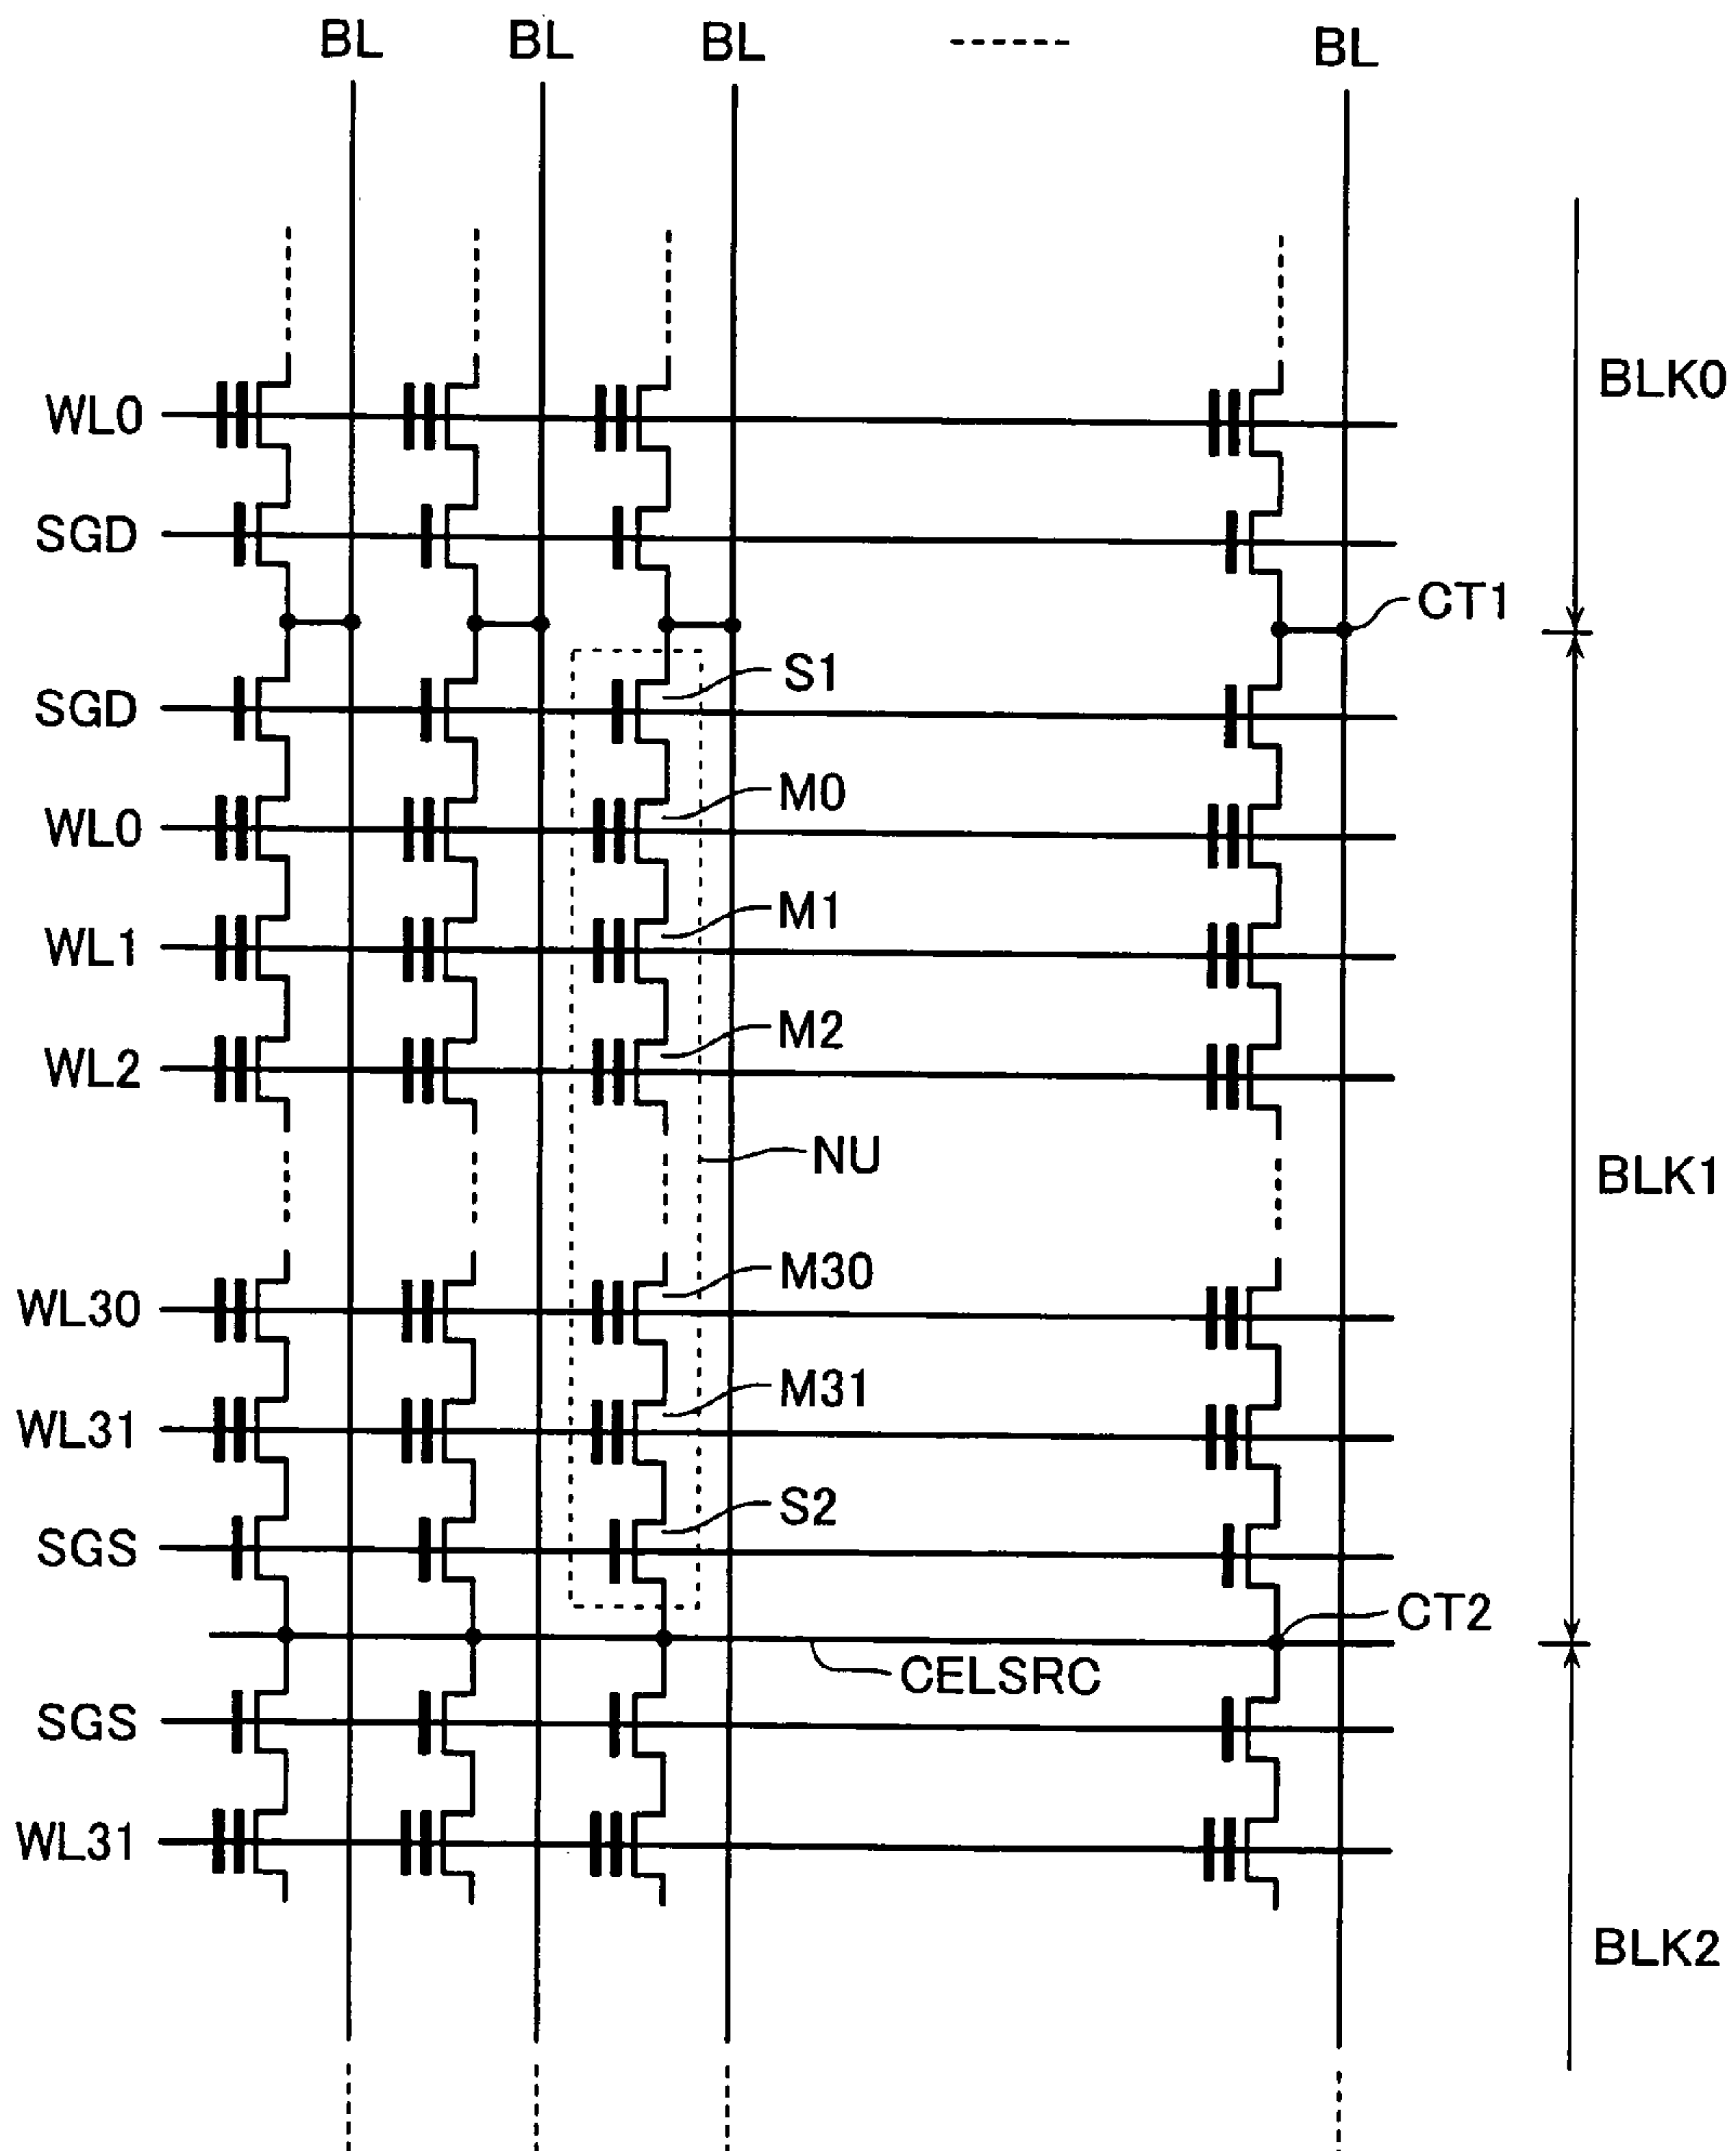 BL BL BL BL
BLK0
WL0
SGD
CT1
S1
SGD
M0
WL0
M1
WL1
M2
WL2
NU
BLK1
M30
WL30
M31
WL31
S2
SGS
CT2
CELSRC
SGS
WL31
BLK2